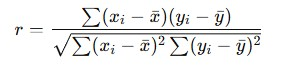 r = \frac{\sum (x_i - \bar{x})(y_i - \bar{y})}{\sqrt{\sum (x_i - \bar{x})^2 \sum (y_i - \bar{y})^2}}